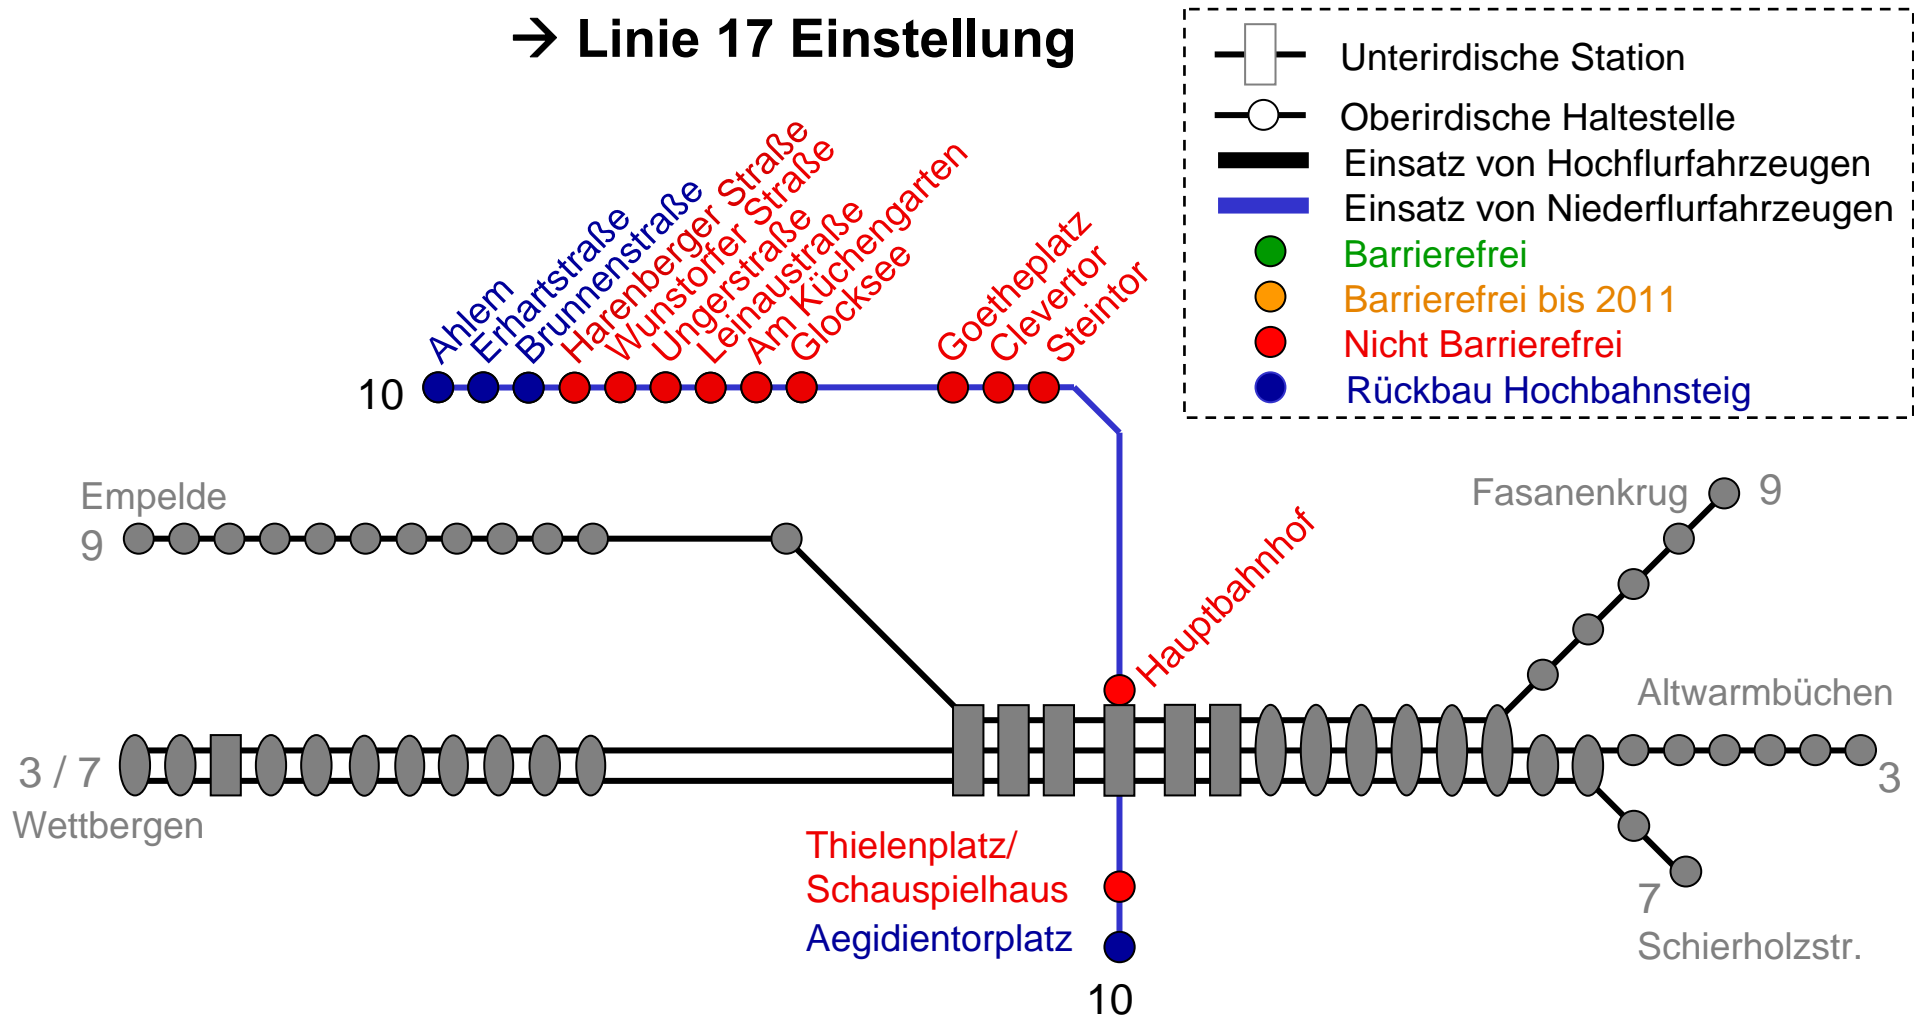 → Linie 17 Einstellung
Unterirdische Station
Oberirdische Haltestelle
Einsatz von Hochflurfahrzeugen
Einsatz von Niederflurfahrzeugen
Barrierefrei
Barrierefrei bis 2011
Nicht Barrierefrei
Rückbau Hochbahnsteig
10
Ahlem
Erhartstraße
Brunnenstraße
Harenberger Straße
Wunstorfer Straße
Ungerstraße
Leinaustraße
Am Küchengarten
Glocksee
Goetheplatz
Clevertor
Steintor
Empelde
9
Fasanenkrug
9
Hauptbahnhof
Altwarmbüchen
3
3 / 7
Wettbergen
Thielenplatz/
Schauspielhaus
Aegidientorplatz
10
7
Schierholzstr.